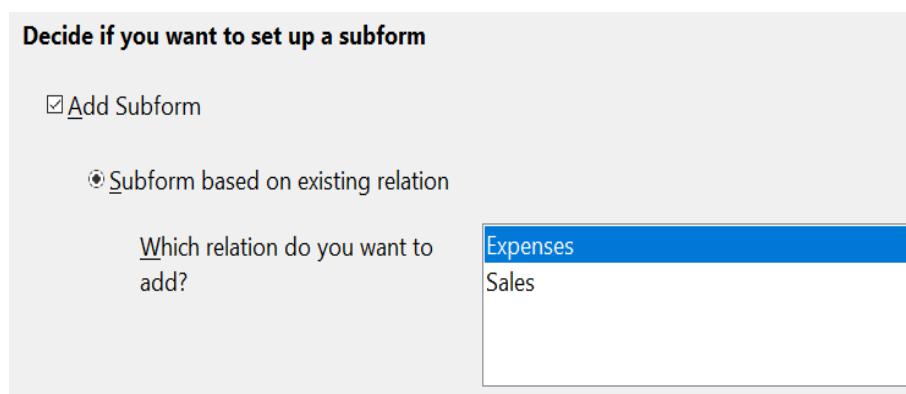 Decide if you want to set up a subform
Add Subform
Subform based on existing relation
Which relation do you want to
add?
Expenses
Sales